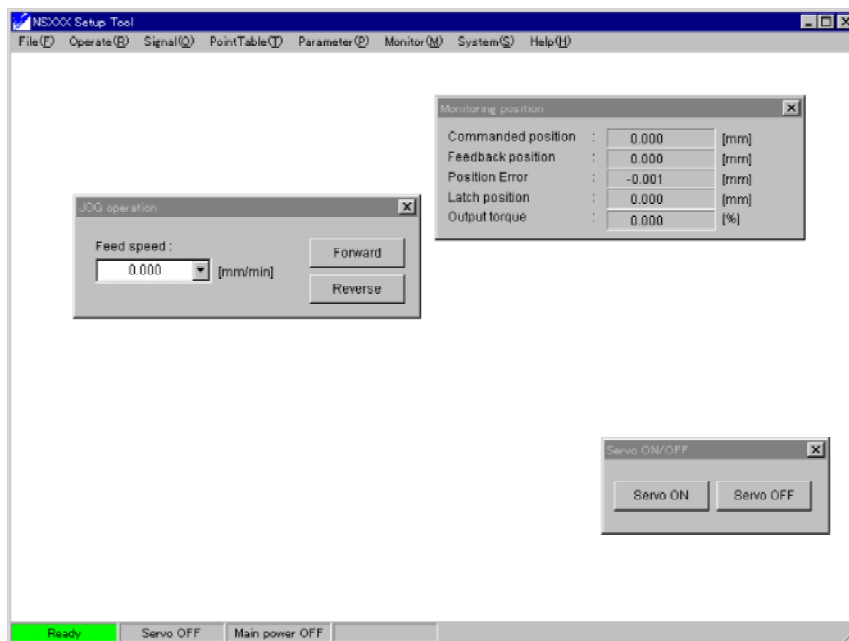 NSXXX Setup Tool
File(F) Operate(R) Signal(O) PointTable(T) Parameter(P) Monitor(M) System(S) Help(H)
Monitoring position
Commanded position : 0.000 [mm]
Feedback position : 0.000 [mm]
Position Error : -0.001 [mm]
Latch position : 0.000 [mm]
Output torque : 0.000 [%]
JOG operation
Feed speed :
0.000 [mm/min]
Forward
Reverse
Servo ON/OFF
Servo ON Servo OFF
Ready Servo OFF Main power OFF